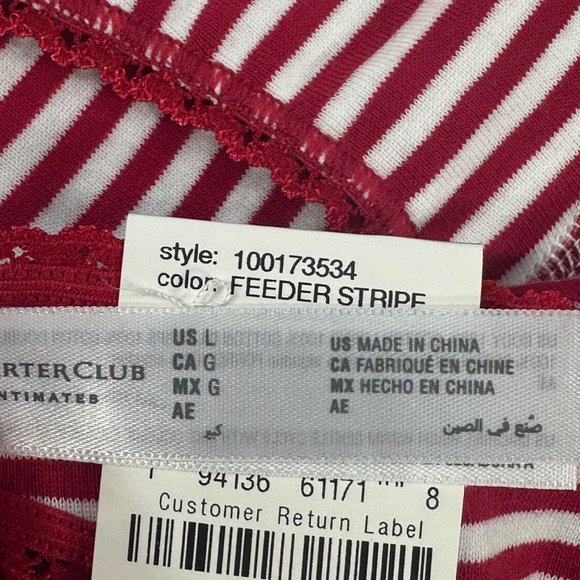 style: 100173534
color: FEEDER STRIPE
RTERCLUB
NTIMATES
US L
CA G
MX G
AE
كبير
US MADE IN CHINA
CA FABRIQUÉ EN CHINE
MX HECHO EN CHINA
AE
صنع في الصين
94136 61171 8
Customer Return Label